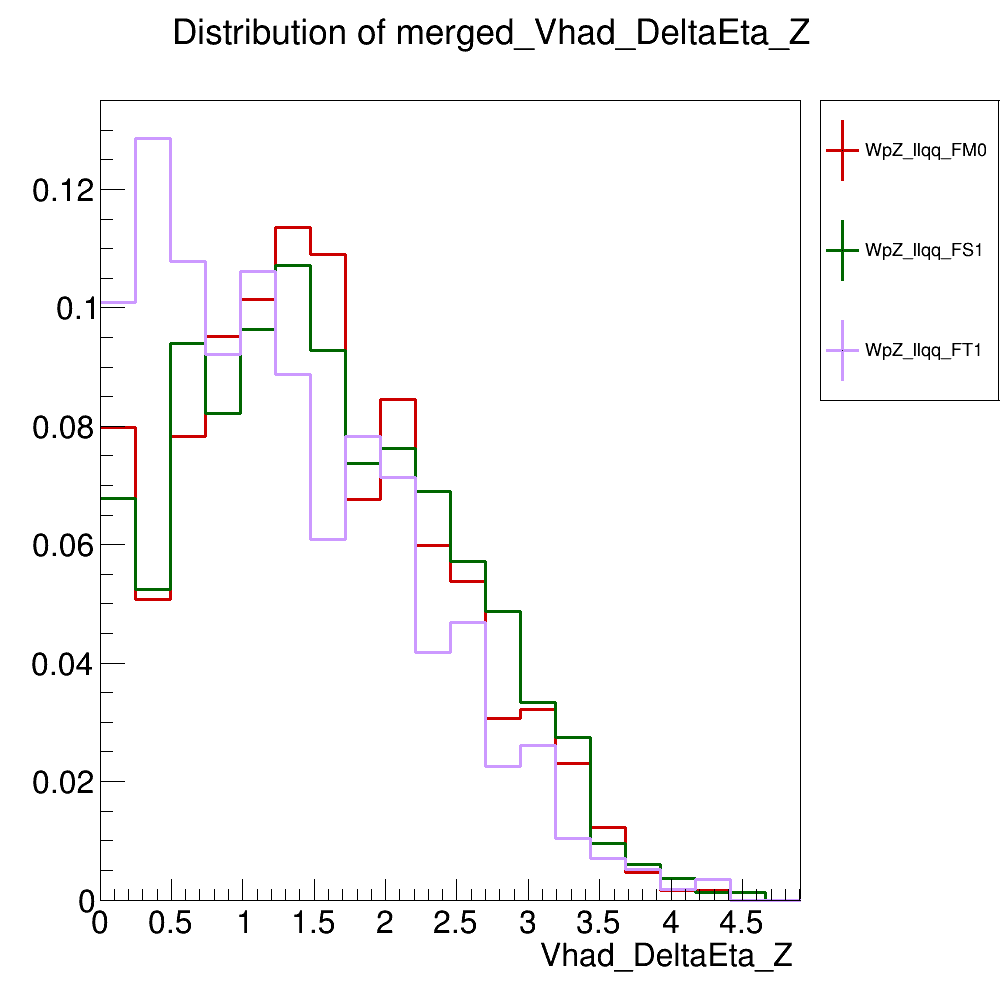 Distribution of merged_Vhad_DeltaEta_Z
WpZ_llqq_FM0
WpZ_llqq_FS1
WpZ_llqq_FT1
0.12
0.1
0.08
0.06
0.04
0.02
0
0 0.5 1 1.5 2 2.5 3 3.5 4 4.5
Vhad_DeltaEta_Z